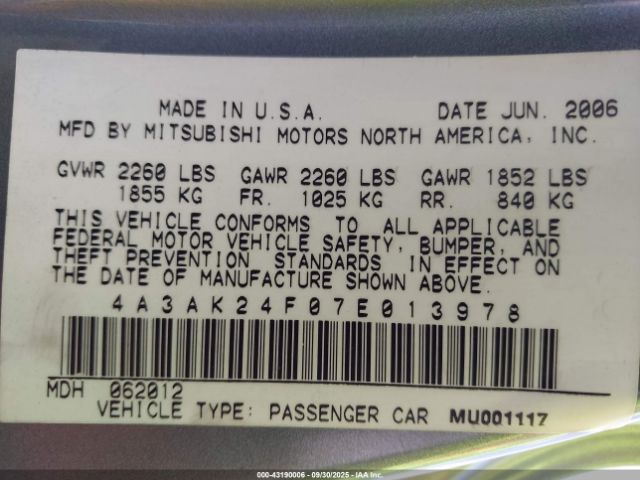 MADE IN U.S.A. DATE JUN. 2006
MFD BY MITSUBISHI MOTORS NORTH AMERICA, INC.
GVWR 2260 LBS GAWR 2260 LBS GAWR 1852 LBS
1855 KG FR. 1025 KG RR. 840 KG
THIS VEHICLE CONFORMS TO ALL APPLICABLE
FEDERAL MOTOR VEHICLE SAFETY, BUMPER, AND
THEFT PREVENTION STANDARDS IN EFFECT ON
THE DATE OF MANUFACTURE SHOWN ABOVE.
4A3AK24F07E013978
MDH 062012
VEHICLE TYPE: PASSENGER CAR MU001117
000-43190006 - 09/30/2025 - IAA Inc.